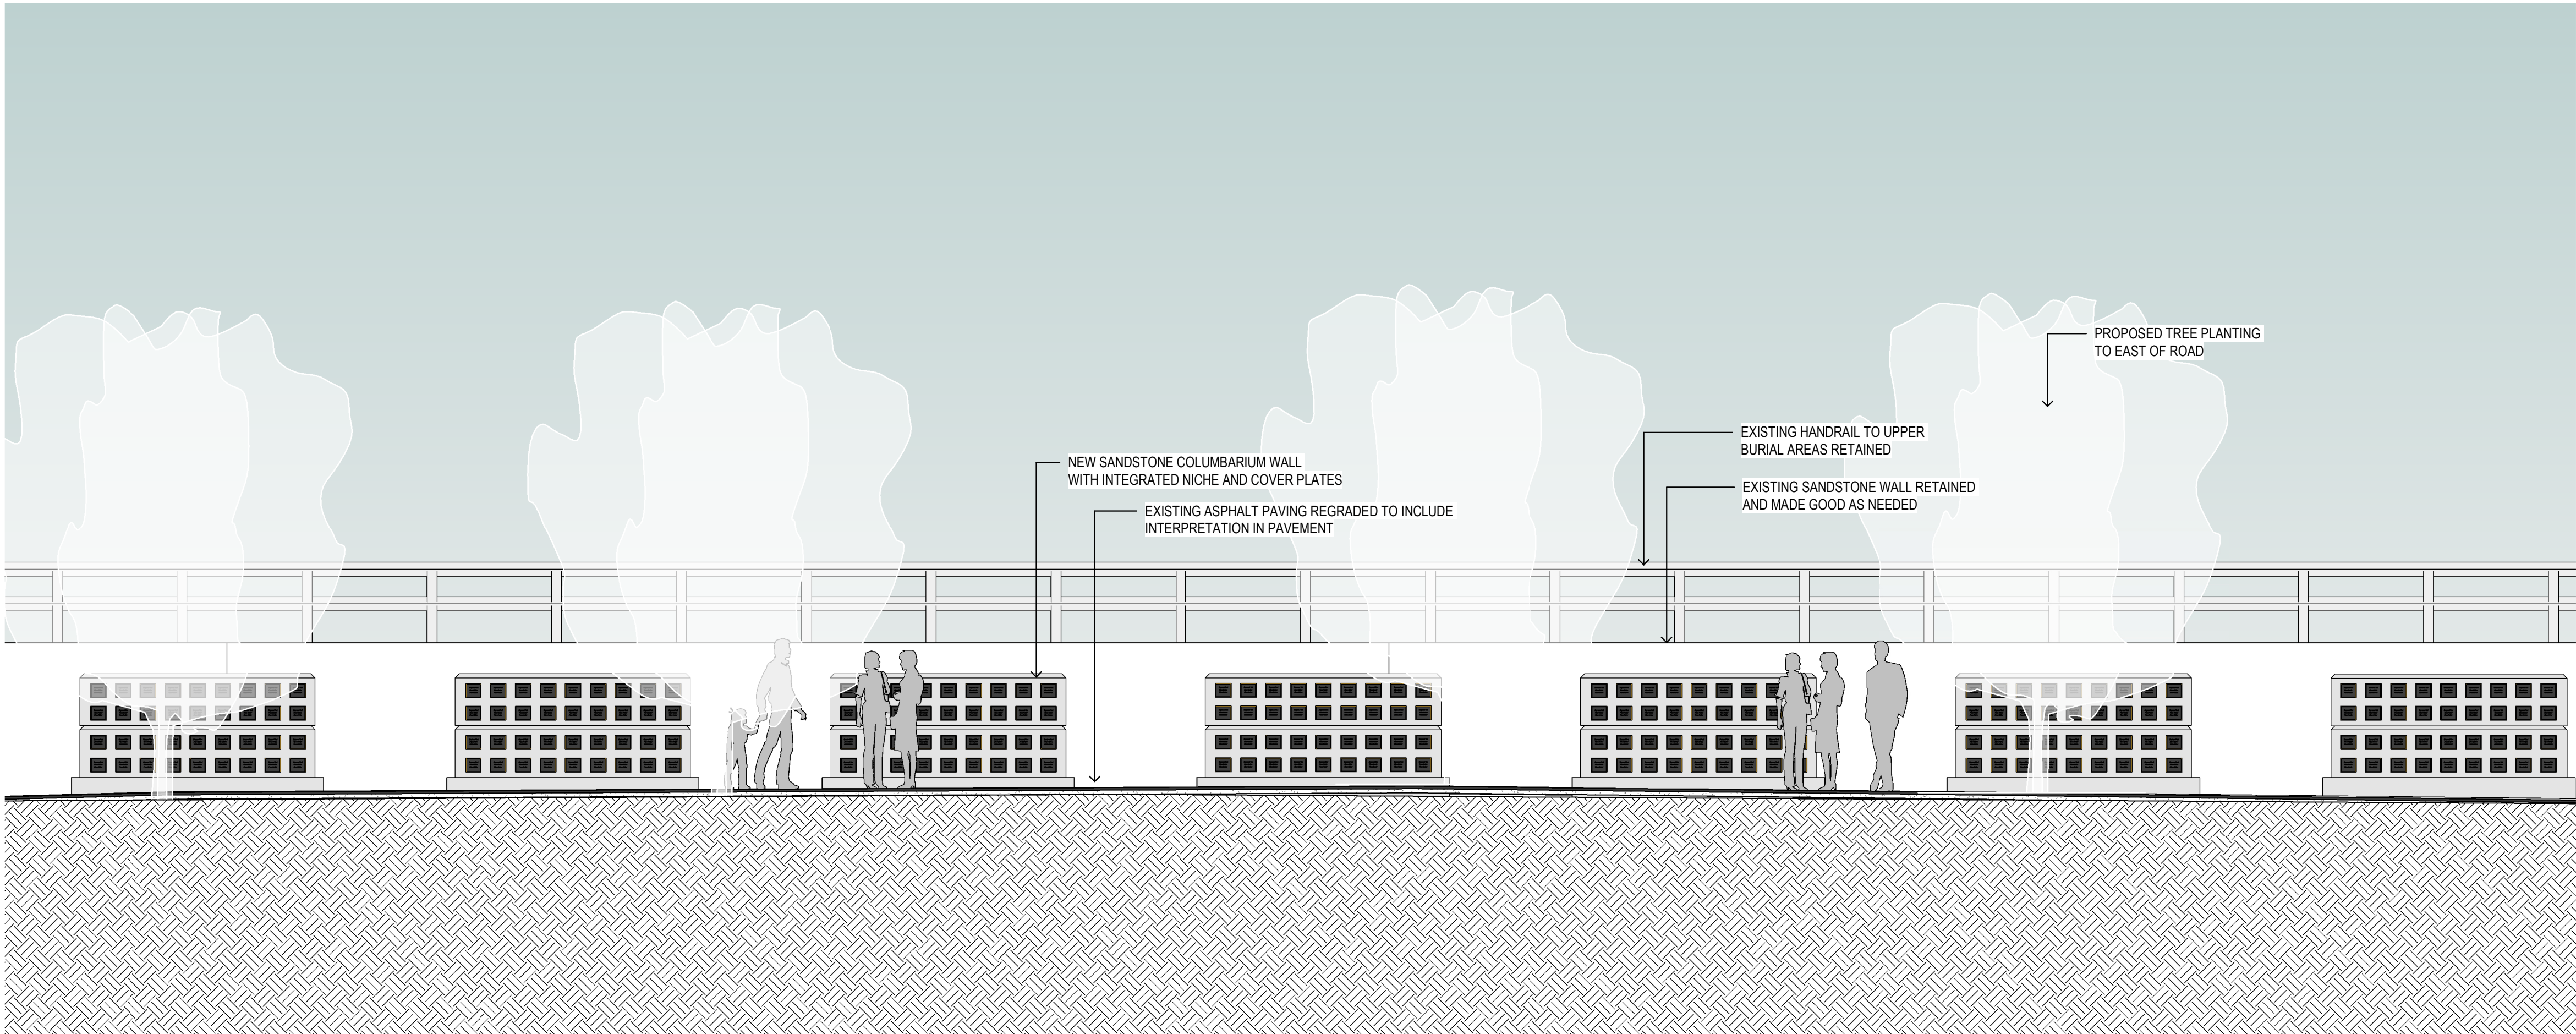 PROPOSED TREE PLANTING
TO EAST OF ROAD
EXISTING HANDRAIL TO UPPER
BURIAL AREAS RETAINED
NEW SANDSTONE COLUMBARIUM WALL
WITH INTEGRATED NICHE AND COVER PLATES
EXISTING SANDSTONE WALL RETAINED
AND MADE GOOD AS NEEDED
EXISTING ASPHALT PAVING REGRADED TO INCLUDE
INTERPRETATION IN PAVEMENT